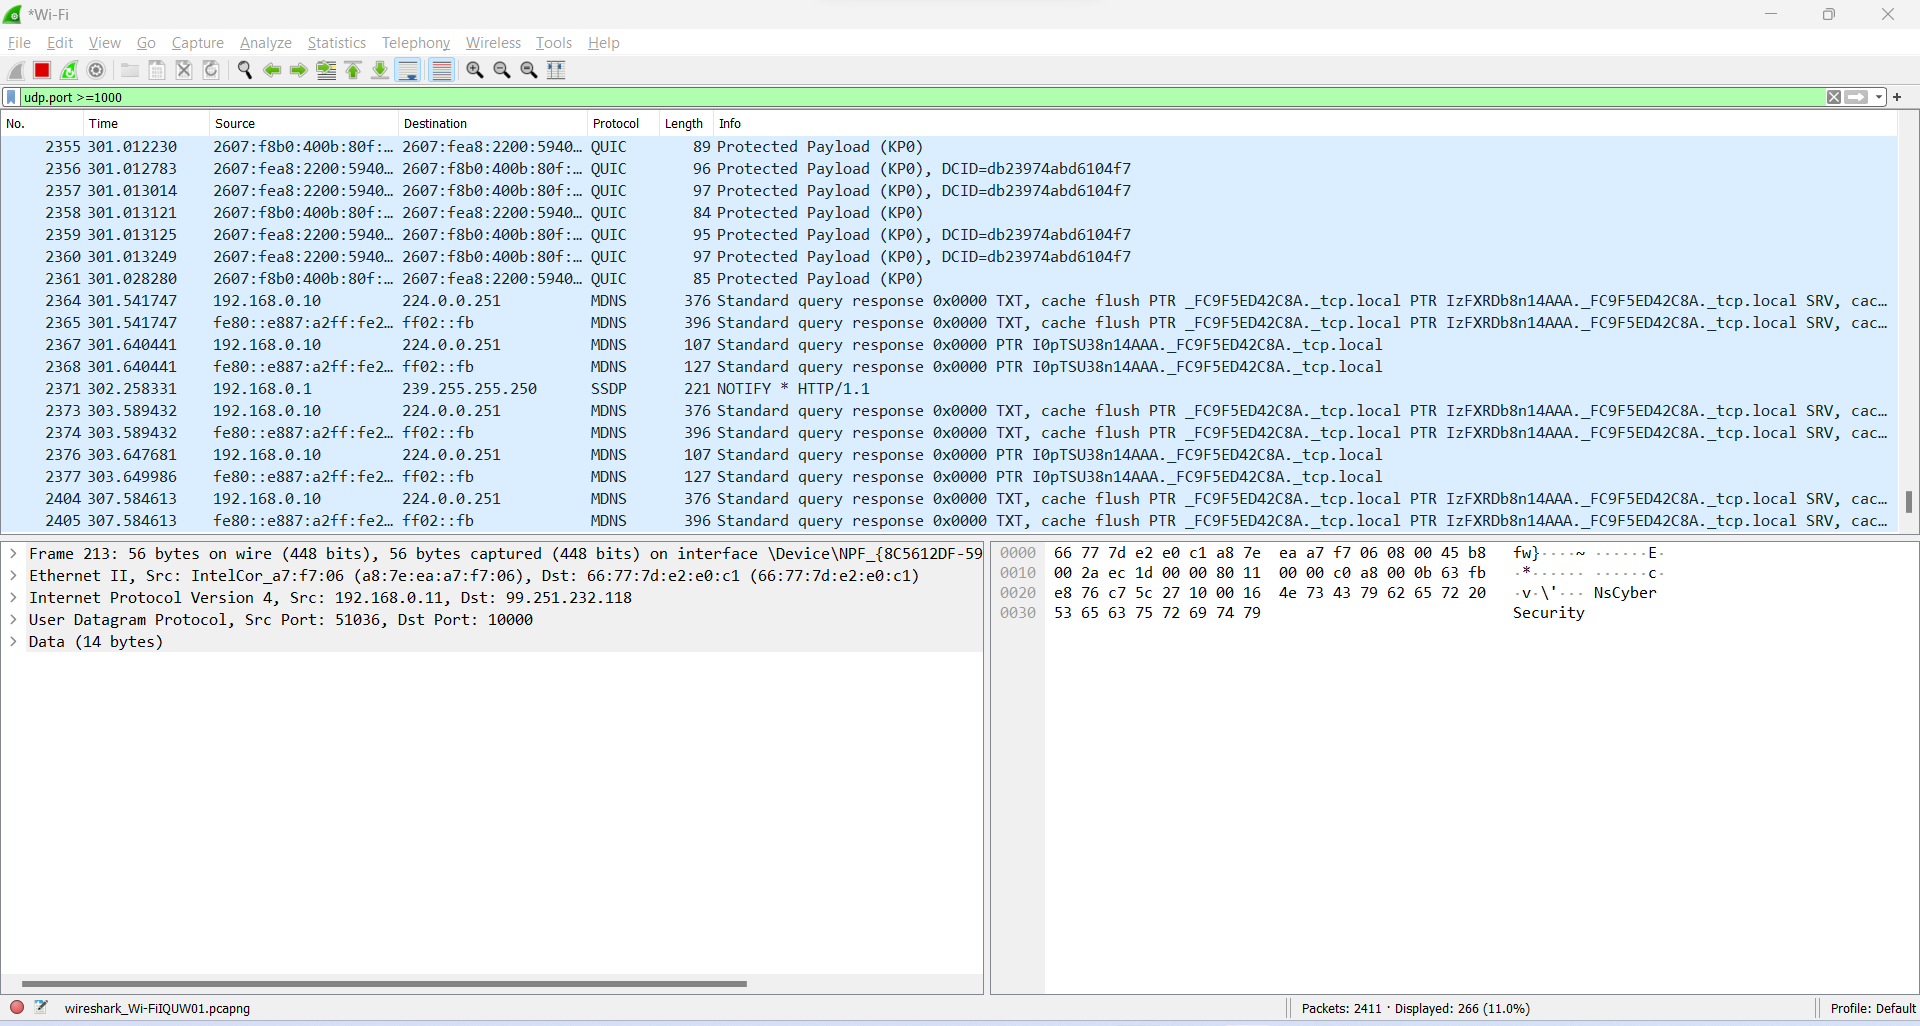 *Wi-Fi
File Edit View Go Capture Analyze Statistics Telephony Wireless Tools Help
udp.port >=1000
No. Time Source Destination Protocol Length Info
2355 301.012230 2607:f8b0:400b:80f:… 2607:fea8:2200:5940… QUIC 89 Protected Payload (KP0)
2356 301.012783 2607:fea8:2200:5940… 2607:f8b0:400b:80f:… QUIC 96 Protected Payload (KP0), DCID=db23974abd6104f7
2357 301.013014 2607:fea8:2200:5940… 2607:f8b0:400b:80f:… QUIC 97 Protected Payload (KP0), DCID=db23974abd6104f7
2358 301.013121 2607:f8b0:400b:80f:… 2607:fea8:2200:5940… QUIC 84 Protected Payload (KP0)
2359 301.013125 2607:fea8:2200:5940… 2607:f8b0:400b:80f:… QUIC 95 Protected Payload (KP0), DCID=db23974abd6104f7
2360 301.013249 2607:fea8:2200:5940… 2607:f8b0:400b:80f:… QUIC 97 Protected Payload (KP0), DCID=db23974abd6104f7
2361 301.028280 2607:f8b0:400b:80f:… 2607:fea8:2200:5940… QUIC 85 Protected Payload (KP0)
2364 301.541747 192.168.0.10 224.0.0.251 MDNS 376 Standard query response 0x0000 TXT, cache flush PTR _FC9F5ED42C8A._tcp.local PTR IzFXRDb8n14AAA._FC9F5ED42C8A._tcp.local SRV, cac…
2365 301.541747 fe80::e887:a2ff:fe2… ff02::fb MDNS 396 Standard query response 0x0000 TXT, cache flush PTR _FC9F5ED42C8A._tcp.local PTR IzFXRDb8n14AAA._FC9F5ED42C8A._tcp.local SRV, cac…
2367 301.640441 192.168.0.10 224.0.0.251 MDNS 107 Standard query response 0x0000 PTR I0pTSU38n14AAA._FC9F5ED42C8A._tcp.local
2368 301.640441 fe80::e887:a2ff:fe2… ff02::fb MDNS 127 Standard query response 0x0000 PTR I0pTSU38n14AAA._FC9F5ED42C8A._tcp.local
2371 302.258331 192.168.0.1 239.255.255.250 SSDP 221 NOTIFY * HTTP/1.1
2373 303.589432 192.168.0.10 224.0.0.251 MDNS 376 Standard query response 0x0000 TXT, cache flush PTR _FC9F5ED42C8A._tcp.local PTR IzFXRDb8n14AAA._FC9F5ED42C8A._tcp.local SRV, cac…
2374 303.589432 fe80::e887:a2ff:fe2… ff02::fb MDNS 396 Standard query response 0x0000 TXT, cache flush PTR _FC9F5ED42C8A._tcp.local PTR IzFXRDb8n14AAA._FC9F5ED42C8A._tcp.local SRV, cac…
2376 303.647681 192.168.0.10 224.0.0.251 MDNS 107 Standard query response 0x0000 PTR I0pTSU38n14AAA._FC9F5ED42C8A._tcp.local
2377 303.649986 fe80::e887:a2ff:fe2… ff02::fb MDNS 127 Standard query response 0x0000 PTR I0pTSU38n14AAA._FC9F5ED42C8A._tcp.local
2404 307.584613 192.168.0.10 224.0.0.251 MDNS 376 Standard query response 0x0000 TXT, cache flush PTR _FC9F5ED42C8A._tcp.local PTR IzFXRDb8n14AAA._FC9F5ED42C8A._tcp.local SRV, cac…
2405 307.584613 fe80::e887:a2ff:fe2… ff02::fb MDNS 396 Standard query response 0x0000 TXT, cache flush PTR _FC9F5ED42C8A._tcp.local PTR IzFXRDb8n14AAA._FC9F5ED42C8A._tcp.local SRV, cac…
Frame 213: 56 bytes on wire (448 bits), 56 bytes captured (448 bits) on interface \Device\NPF_{8C5612DF-59
Ethernet II, Src: IntelCor_a7:f7:06 (a8:7e:ea:a7:f7:06), Dst: 66:77:7d:e2:e0:c1 (66:77:7d:e2:e0:c1)
Internet Protocol Version 4, Src: 192.168.0.11, Dst: 99.251.232.118
User Datagram Protocol, Src Port: 51036, Dst Port: 10000
Data (14 bytes)
0000 66 77 7d e2 e0 c1 a8 7e ea a7 f7 06 08 00 45 b8 fw}····~ ······E·
0010 00 2a ec 1d 00 00 80 11 00 00 c0 a8 00 0b 63 fb ·*······ ······c·
0020 e8 76 c7 5c 27 10 00 16 4e 73 43 79 62 65 72 20 ·v·\'··· NsCyber
0030 53 65 63 75 72 69 74 79 Security
wireshark_Wi-FiIQUW01.pcapng
Packets: 2411 · Displayed: 266 (11.0%)
Profile: Default